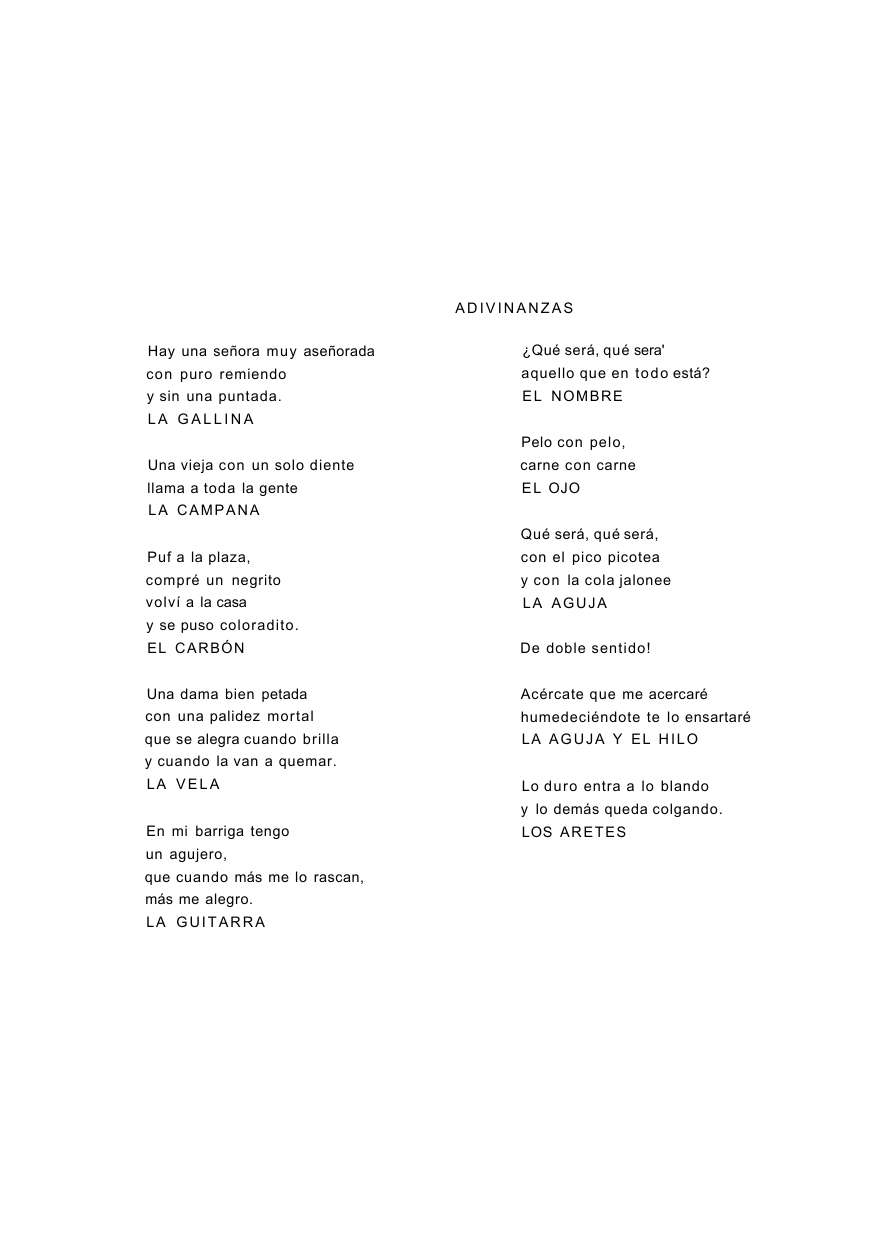 ADIVINANZAS
Hay una señora muy aseñorada
con puro remiendo
y sin una puntada.
LA GALLINA
Una vieja con un solo diente
llama a toda la gente
LA CAMPANA
Puf a la plaza,
compré un negrito
volví a la casa
y se puso coloradito.
EL CARBÓN
Una dama bien petada
con una palidez mortal
que se alegra cuando brilla
y cuando la van a quemar.
LA VELA
En mi barriga tengo
un agujero,
que cuando más me lo rascan,
más me alegro.
LA GUITARRA
¿Qué será, qué sera'
aquello que en todo está?
EL NOMBRE
Pelo con pelo,
carne con carne
EL OJO
Qué será, qué será,
con el pico picotea
y con la cola jalonee
LA AGUJA
De doble sentido!
Acércate que me acercaré
humedeciéndote te lo ensartaré
LA AGUJA Y EL HILO
Lo duro entra a lo blando
y lo demás queda colgando.
LOS ARETES